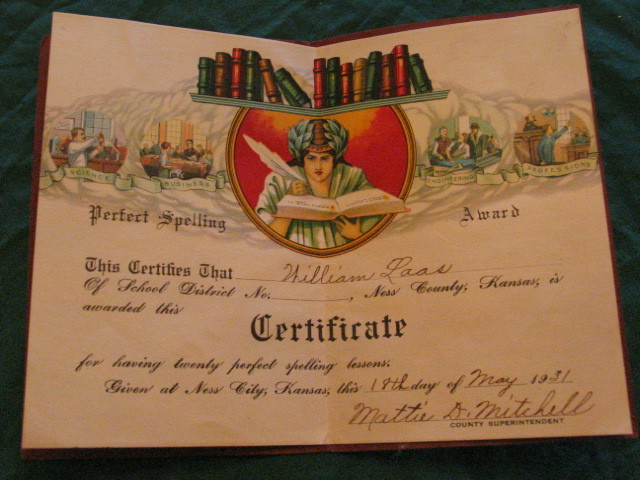 SCIENCE
BUSINESS
ENGINEERING
PROFESSIONS
Perfect Spelling Award
This Certifies That William Laas
Of School District No. , Ness County, Kansas, is
awarded this
Certificate
for having twenty perfect spelling lessons.
Given at Ness City, Kansas, this 18th day of May 1931
Mattie D. Mitchell
COUNTY SUPERINTENDENT